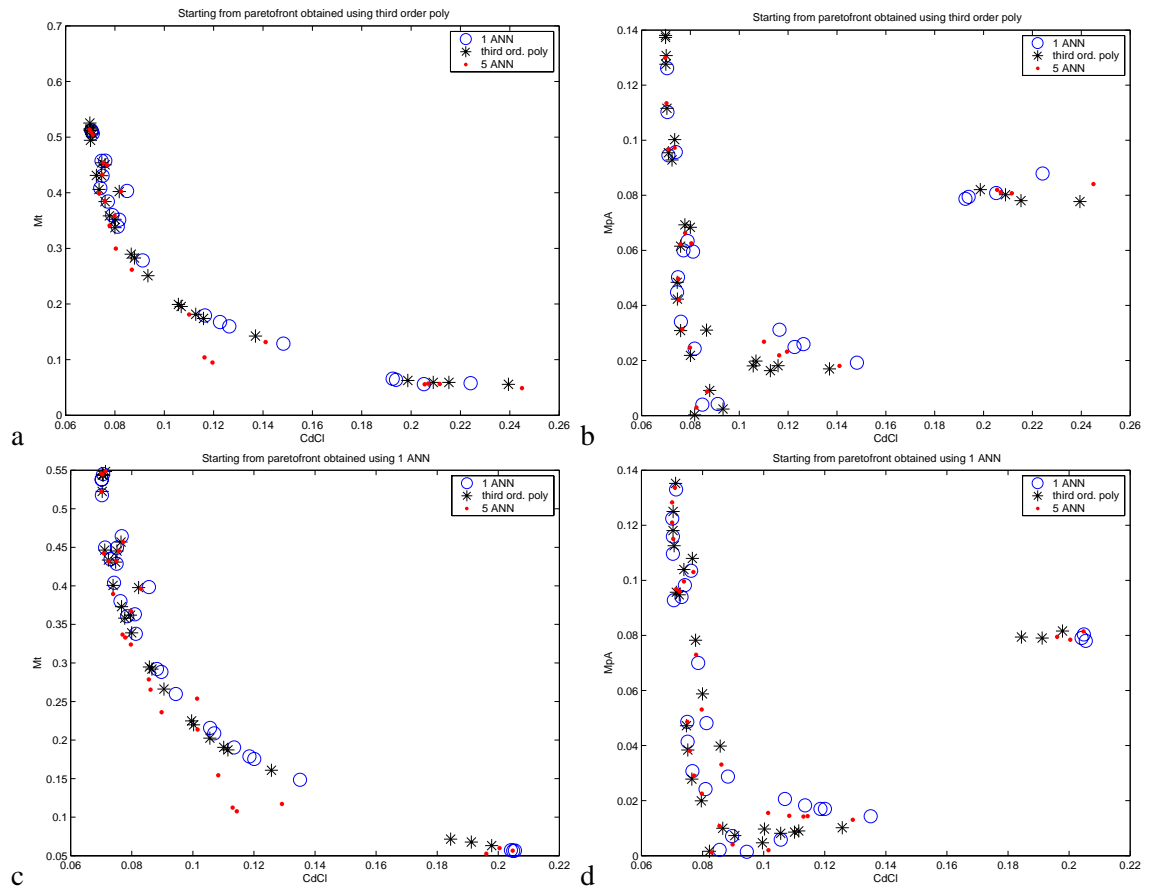 Starting from paretofront obtained using third order poly
0.7
0.6
0.5
0.4
0.3
0.2
0.1
0
Mt
1 ANN
third ord. poly
5 ANN
0.06 0.08 0.1 0.12 0.14 0.16 0.18 0.2 0.22 0.24 0.26
CdCl
a
Starting from paretofront obtained using third order poly
0.14
0.12
0.1
0.08
0.06
0.04
0.02
0
MpA
1 ANN
third ord. poly
5 ANN
0.06 0.08 0.1 0.12 0.14 0.16 0.18 0.2 0.22 0.24 0.26
CdCl
b
Starting from paretofront obtained using 1 ANN
0.55
0.5
0.45
0.4
0.35
0.3
0.25
0.2
0.15
0.1
0.05
Mt
1 ANN
third ord. poly
5 ANN
0.06 0.08 0.1 0.12 0.14 0.16 0.18 0.2 0.22
CdCl
c
Starting from paretofront obtained using 1 ANN
0.14
0.12
0.1
0.08
0.06
0.04
0.02
0
MpA
1 ANN
third ord. poly
5 ANN
0.06 0.08 0.1 0.12 0.14 0.16 0.18 0.2 0.22
CdCl
d